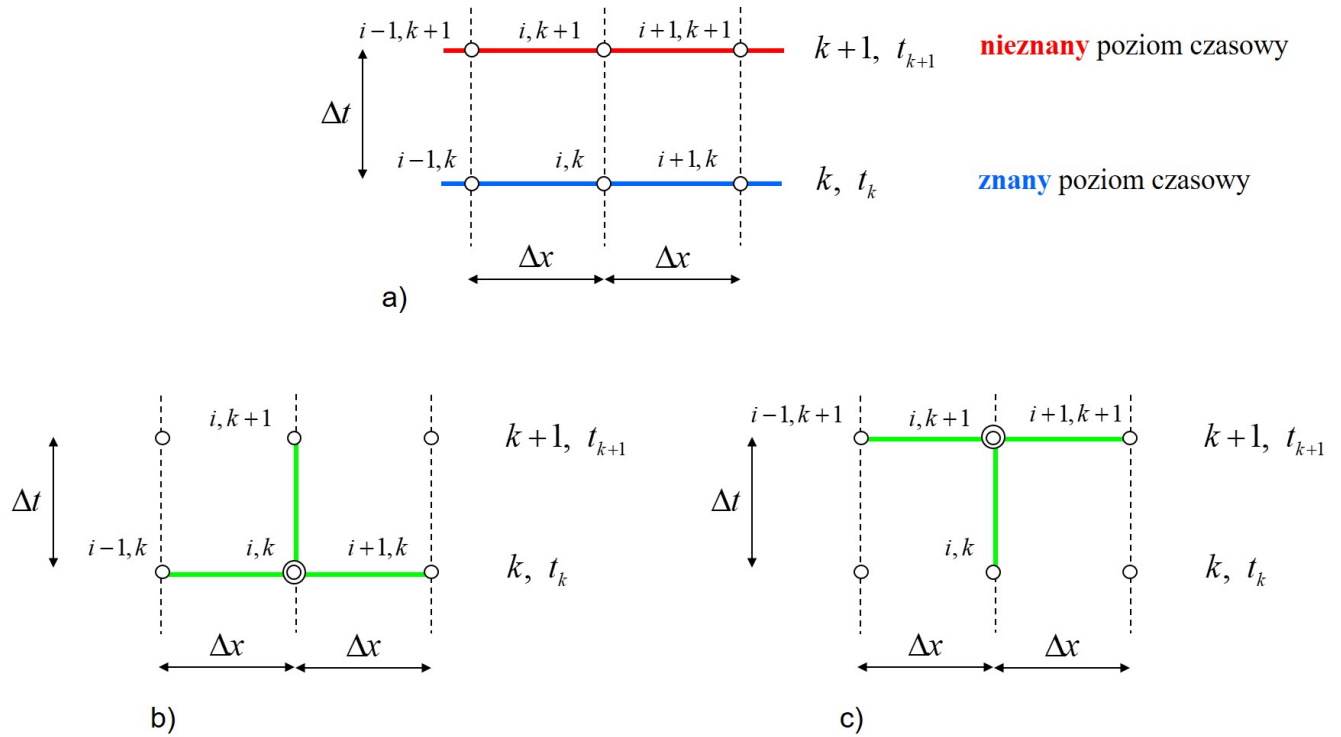 i−1,k+1 i,k+1 i+1,k+1
k+1, t_{k+1} nieznany poziom czasowy
Δt
i−1,k i,k i+1,k
k, t_k znany poziom czasowy
Δx Δx
a)
i,k+1
k+1, t_{k+1}
Δt
i−1,k i,k i+1,k
k, t_k
Δx Δx
b)
i−1,k+1 i,k+1 i+1,k+1
k+1, t_{k+1}
Δt
i,k
k, t_k
Δx Δx
c)